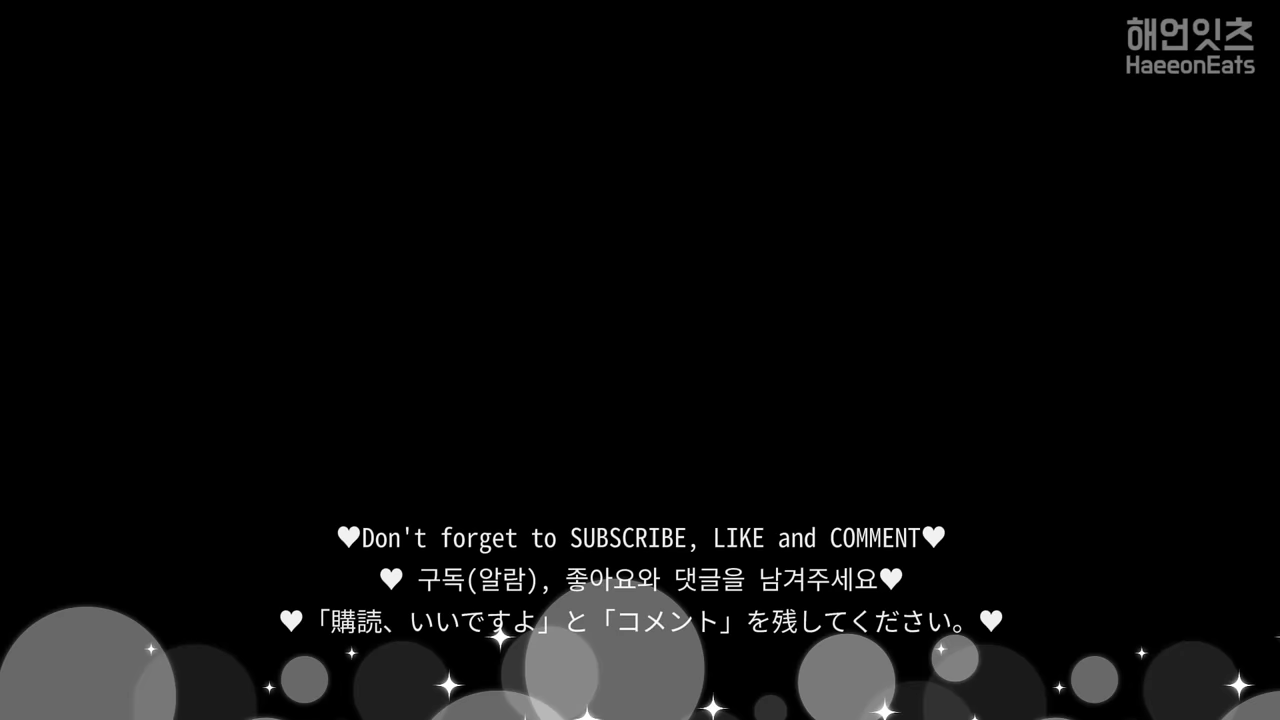 해언잇츠
HaeeonEats
♥Don't forget to SUBSCRIBE, LIKE and COMMENT♥
♥ 구독(알람), 좋아요와 댓글을 남겨주세요♥
♥「購読、いいですよ」と「コメント」を残してください。♥